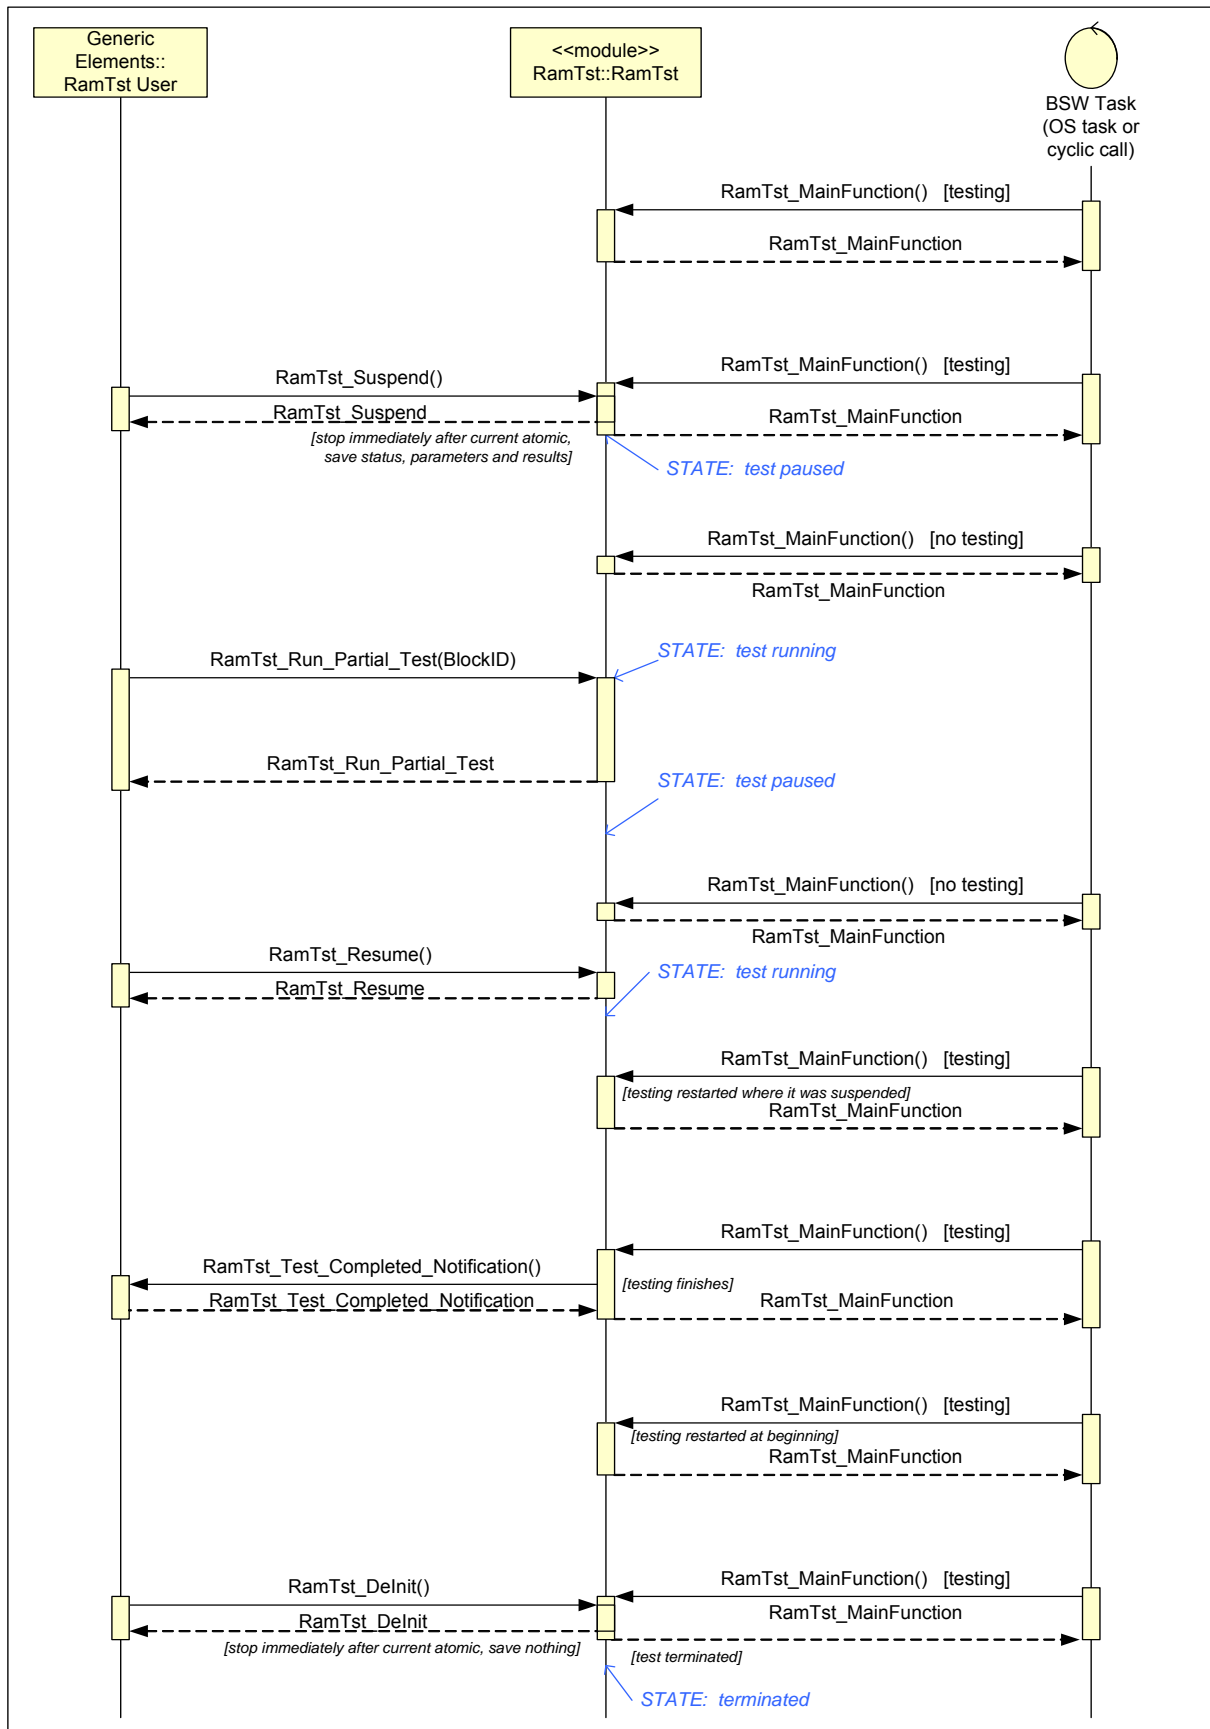 Generic
Elements::
RamTst User
<<module>>
RamTst::RamTst
BSW Task
(OS task or
cyclic call)
RamTst_MainFunction()   [testing]
RamTst_MainFunction
RamTst_MainFunction()   [testing]
RamTst_Suspend()
RamTst_Suspend
RamTst_MainFunction
[stop immediately after current atomic,
save status, parameters and results]
STATE:  test paused
RamTst_MainFunction()   [no testing]
RamTst_MainFunction
STATE:  test running
RamTst_Run_Partial_Test(BlockID)
RamTst_Run_Partial_Test
STATE:  test paused
RamTst_MainFunction()   [no testing]
RamTst_MainFunction
RamTst_Resume()
STATE:  test running
RamTst_Resume
RamTst_MainFunction()   [testing]
[testing restarted where it was suspended]
RamTst_MainFunction
RamTst_MainFunction()   [testing]
RamTst_Test_Completed_Notification()
[testing finishes]
RamTst_Test_Completed_Notification
RamTst_MainFunction
RamTst_MainFunction()   [testing]
[testing restarted at beginning]
RamTst_MainFunction
RamTst_MainFunction()   [testing]
RamTst_DeInit()
RamTst_MainFunction
RamTst_DeInit
[stop immediately after current atomic, save nothing]
[test terminated]
STATE:  terminated